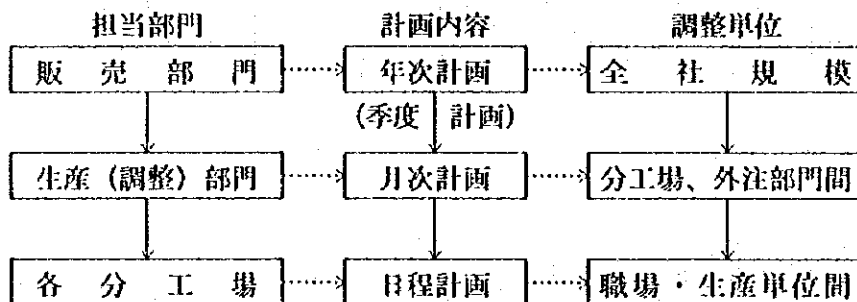 担当部門 計画内容 調整単位
販売部門 年次計画 全社規模
(季度計画)
生産(調整)部門 月次計画 分工場、外注部門間
各分工場 日程計画 職場・生産単位間